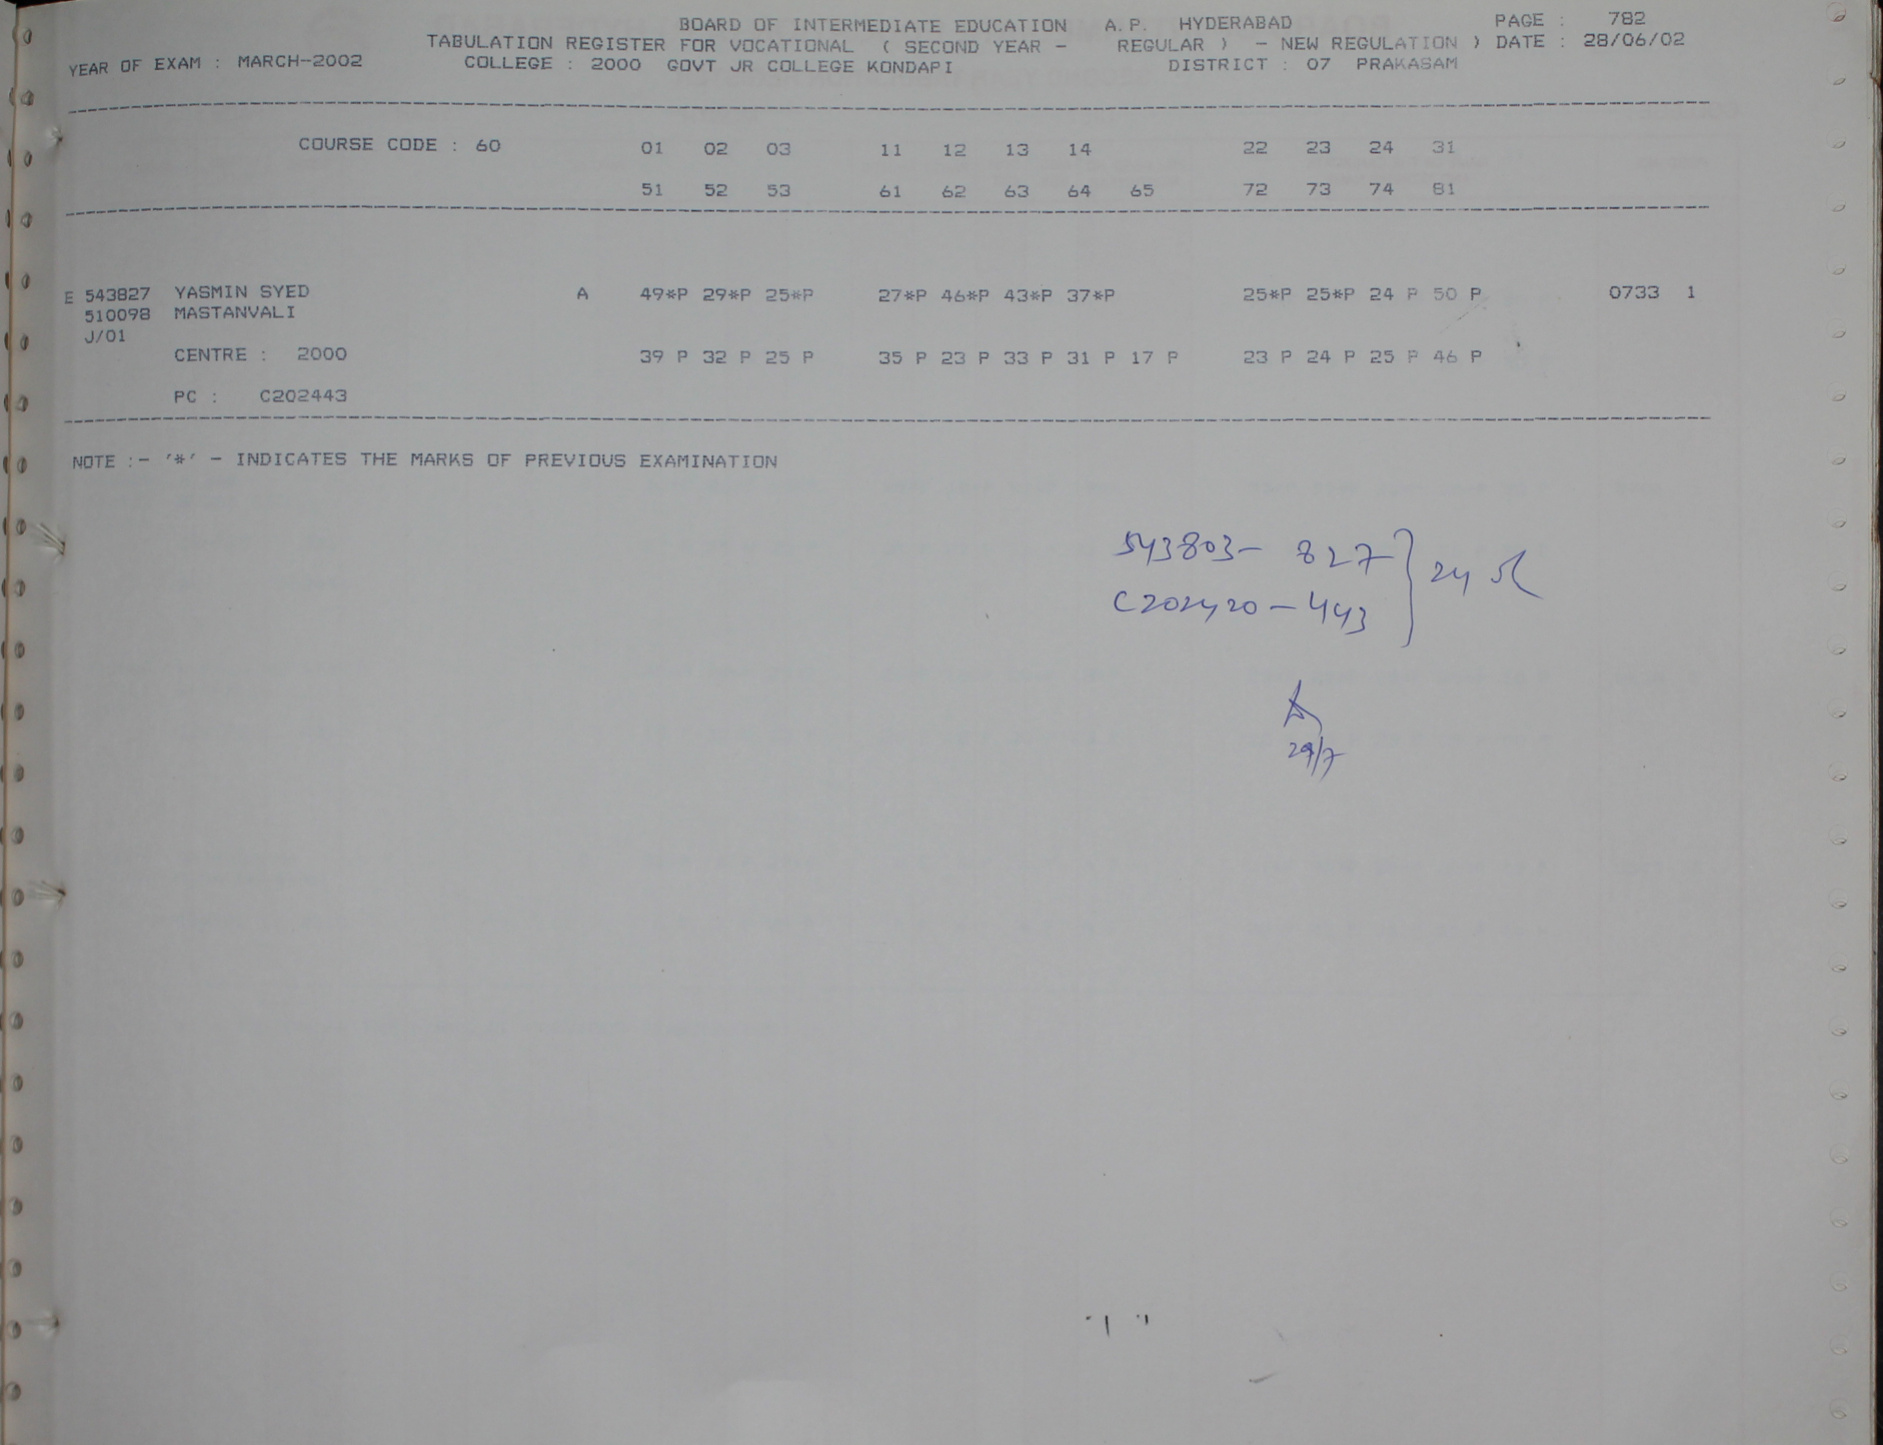 BOARD OF INTERMEDIATE EDUCATION A.P. HYDERABAD PAGE : 782
TABULATION REGISTER FOR VOCATIONAL ( SECOND YEAR - REGULAR ) - NEW REGULATION ) DATE : 28/06/02
YEAR OF EXAM : MARCH-2002 COLLEGE : 2000 GOVT JR COLLEGE KONDAPI DISTRICT : 07 PRAKASAM
COURSE CODE : 60 01 02 03 11 12 13 14 22 23 24 31
51 52 53 61 62 63 64 65 72 73 74 81
E 543827 YASMIN SYED A 49*P 29*P 25*P 27*P 46*P 43*P 37*P 25*P 25*P 24 P 50 P 0733 1
510098 MASTANVALI
J/01
CENTRE : 2000 39 P 32 P 25 P 35 P 23 P 33 P 31 P 17 P 23 P 24 P 25 P 46 P
PC : C202443
NOTE :- '*' - INDICATES THE MARKS OF PREVIOUS EXAMINATION
543803- 827
C202420-443 } 24
29/7